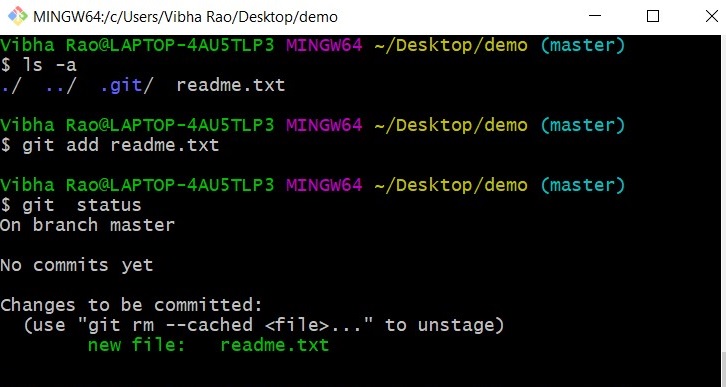 MINGW64:/c/Users/Vibha Rao/Desktop/demo
Vibha Rao@LAPTOP-4AU5TLP3 MINGW64 ~/Desktop/demo (master)
$ ls -a
./  ../  .git/  readme.txt
Vibha Rao@LAPTOP-4AU5TLP3 MINGW64 ~/Desktop/demo (master)
$ git add readme.txt
Vibha Rao@LAPTOP-4AU5TLP3 MINGW64 ~/Desktop/demo (master)
$ git  status
On branch master
No commits yet
Changes to be committed:
  (use "git rm --cached <file>..." to unstage)
        new file:   readme.txt